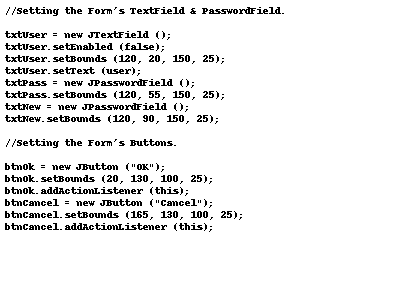 //Setting the Form's TextField & PasswordField.
txtUser = new JTextField ();
txtUser.setEnabled (false);
txtUser.setBounds (120, 20, 150, 25);
txtUser.setText (user);
txtPass = new JPasswordField ();
txtPass.setBounds (120, 55, 150, 25);
txtNew = new JPasswordField ();
txtNew.setBounds (120, 90, 150, 25);
//Setting the Form's Buttons.
btnOk = new JButton ("OK");
btnOk.setBounds (20, 130, 100, 25);
btnOk.addActionListener (this);
btnCancel = new JButton ("Cancel");
btnCancel.setBounds (165, 130, 100, 25);
btnCancel.addActionListener (this);